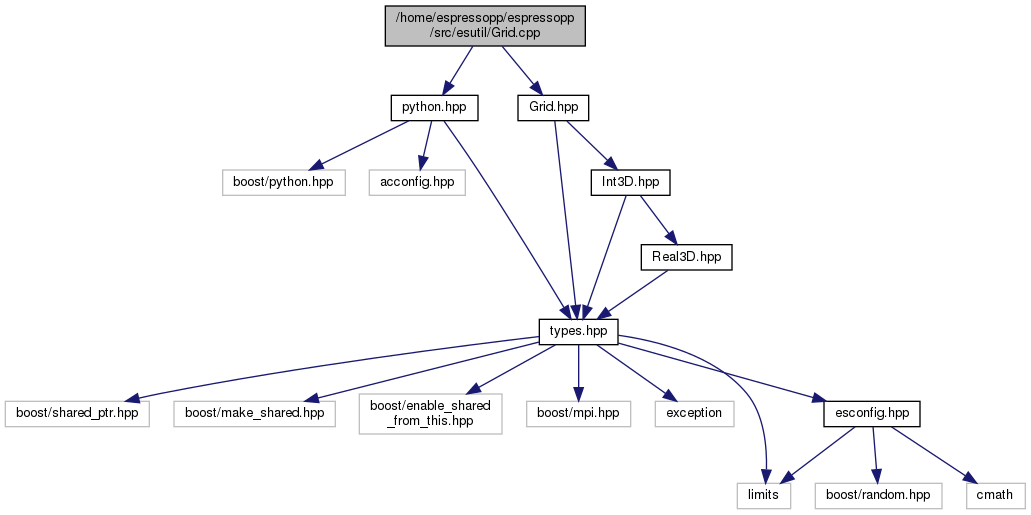 /home/espressopp/espressopp
/src/esutil/Grid.cpp
python.hpp
Grid.hpp
boost/python.hpp
acconfig.hpp
Int3D.hpp
Real3D.hpp
types.hpp
boost/shared_ptr.hpp
boost/make_shared.hpp
boost/enable_shared
_from_this.hpp
boost/mpi.hpp
exception
esconfig.hpp
limits
boost/random.hpp
cmath